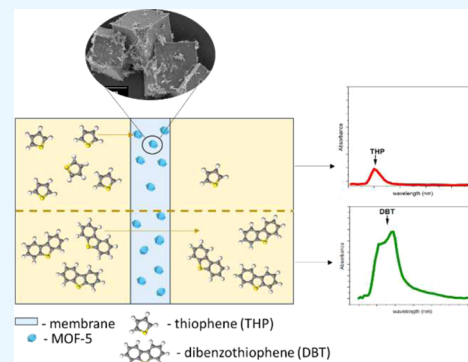 Absorbance
THP
wavelength (nm)
Absorbance
DBT
wavelength (nm)
- membrane
- thiophene (THP)
- MOF-5
- dibenzothiophene (DBT)